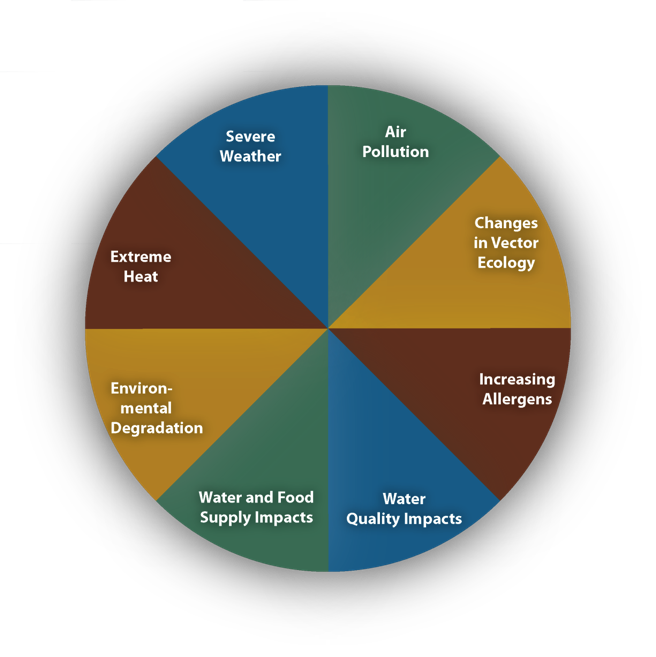 Severe
Weather
Air
Pollution
Changes
in Vector
Ecology
Extreme
Heat
Increasing
Allergens
Environ-
mental
Degradation
Water and Food
Supply Impacts
Water
Quality Impacts